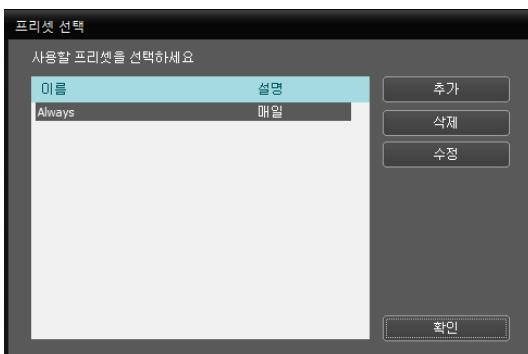 프리셋 선택
사용할 프리셋을 선택하세요
이름 설명
Always 매일
추가
삭제
수정
확인